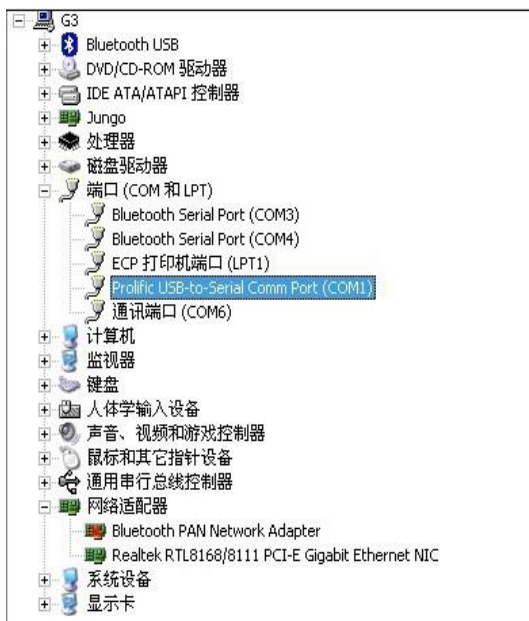 G3
Bluetooth USB
DVD/CD-ROM 驱动器
IDE ATA/ATAPI 控制器
Jungo
处理器
磁盘驱动器
端口 (COM 和 LPT)
Bluetooth Serial Port (COM3)
Bluetooth Serial Port (COM4)
ECP 打印机端口 (LPT1)
Prolific USB-to-Serial Comm Port (COM1)
通讯端口 (COM6)
计算机
监视器
键盘
人体学输入设备
声音、视频和游戏控制器
鼠标和其它指针设备
通用串行总线控制器
网络适配器
Bluetooth PAN Network Adapter
Realtek RTL8168/8111 PCI-E Gigabit Ethernet NIC
系统设备
显示卡